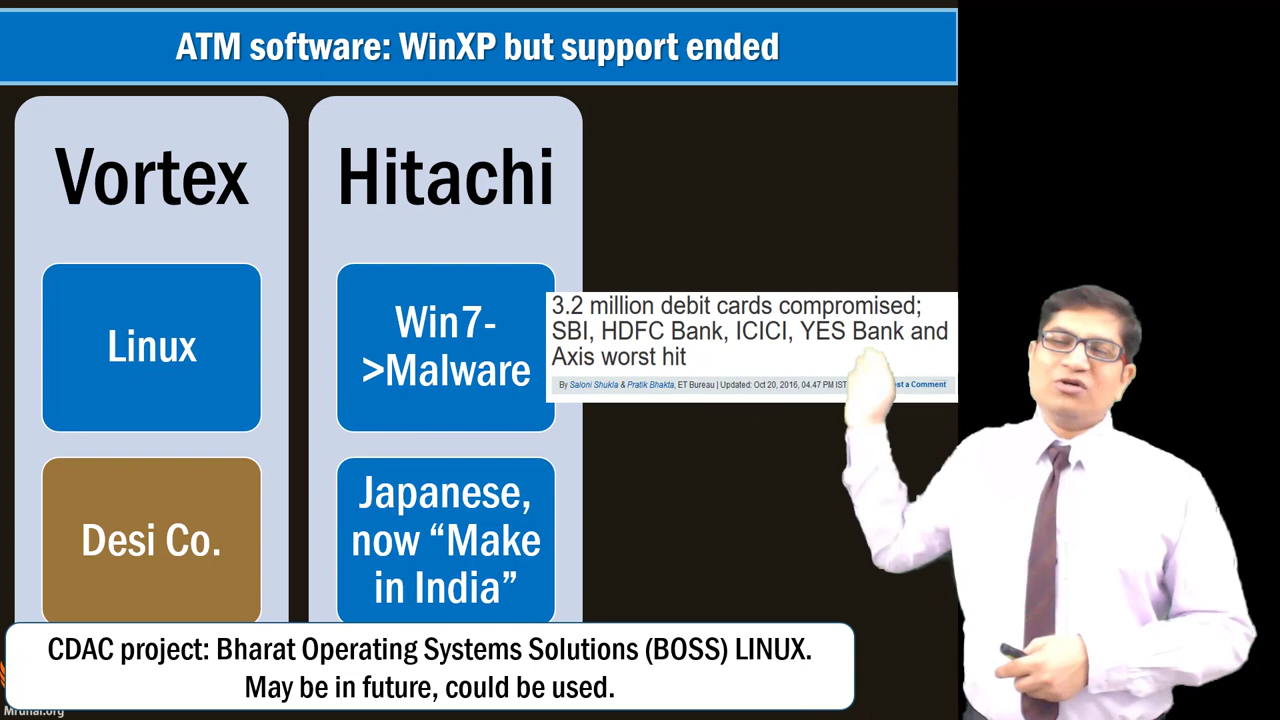 ATM software: WinXP but support ended
Vortex
Hitachi
Linux
Win7-
>Malware
3.2 million debit cards compromised;
SBI, HDFC Bank, ICICI, YES Bank and
Axis worst hit
By Saloni Shukla & Pratik Bhakta, ET Bureau | Updated: Oct 20, 2016, 04.47 PM IST
a Comment
Desi Co.
Japanese,
now “Make
in India”
CDAC project: Bharat Operating Systems Solutions (BOSS) LINUX.
May be in future, could be used.
Mrunal.org